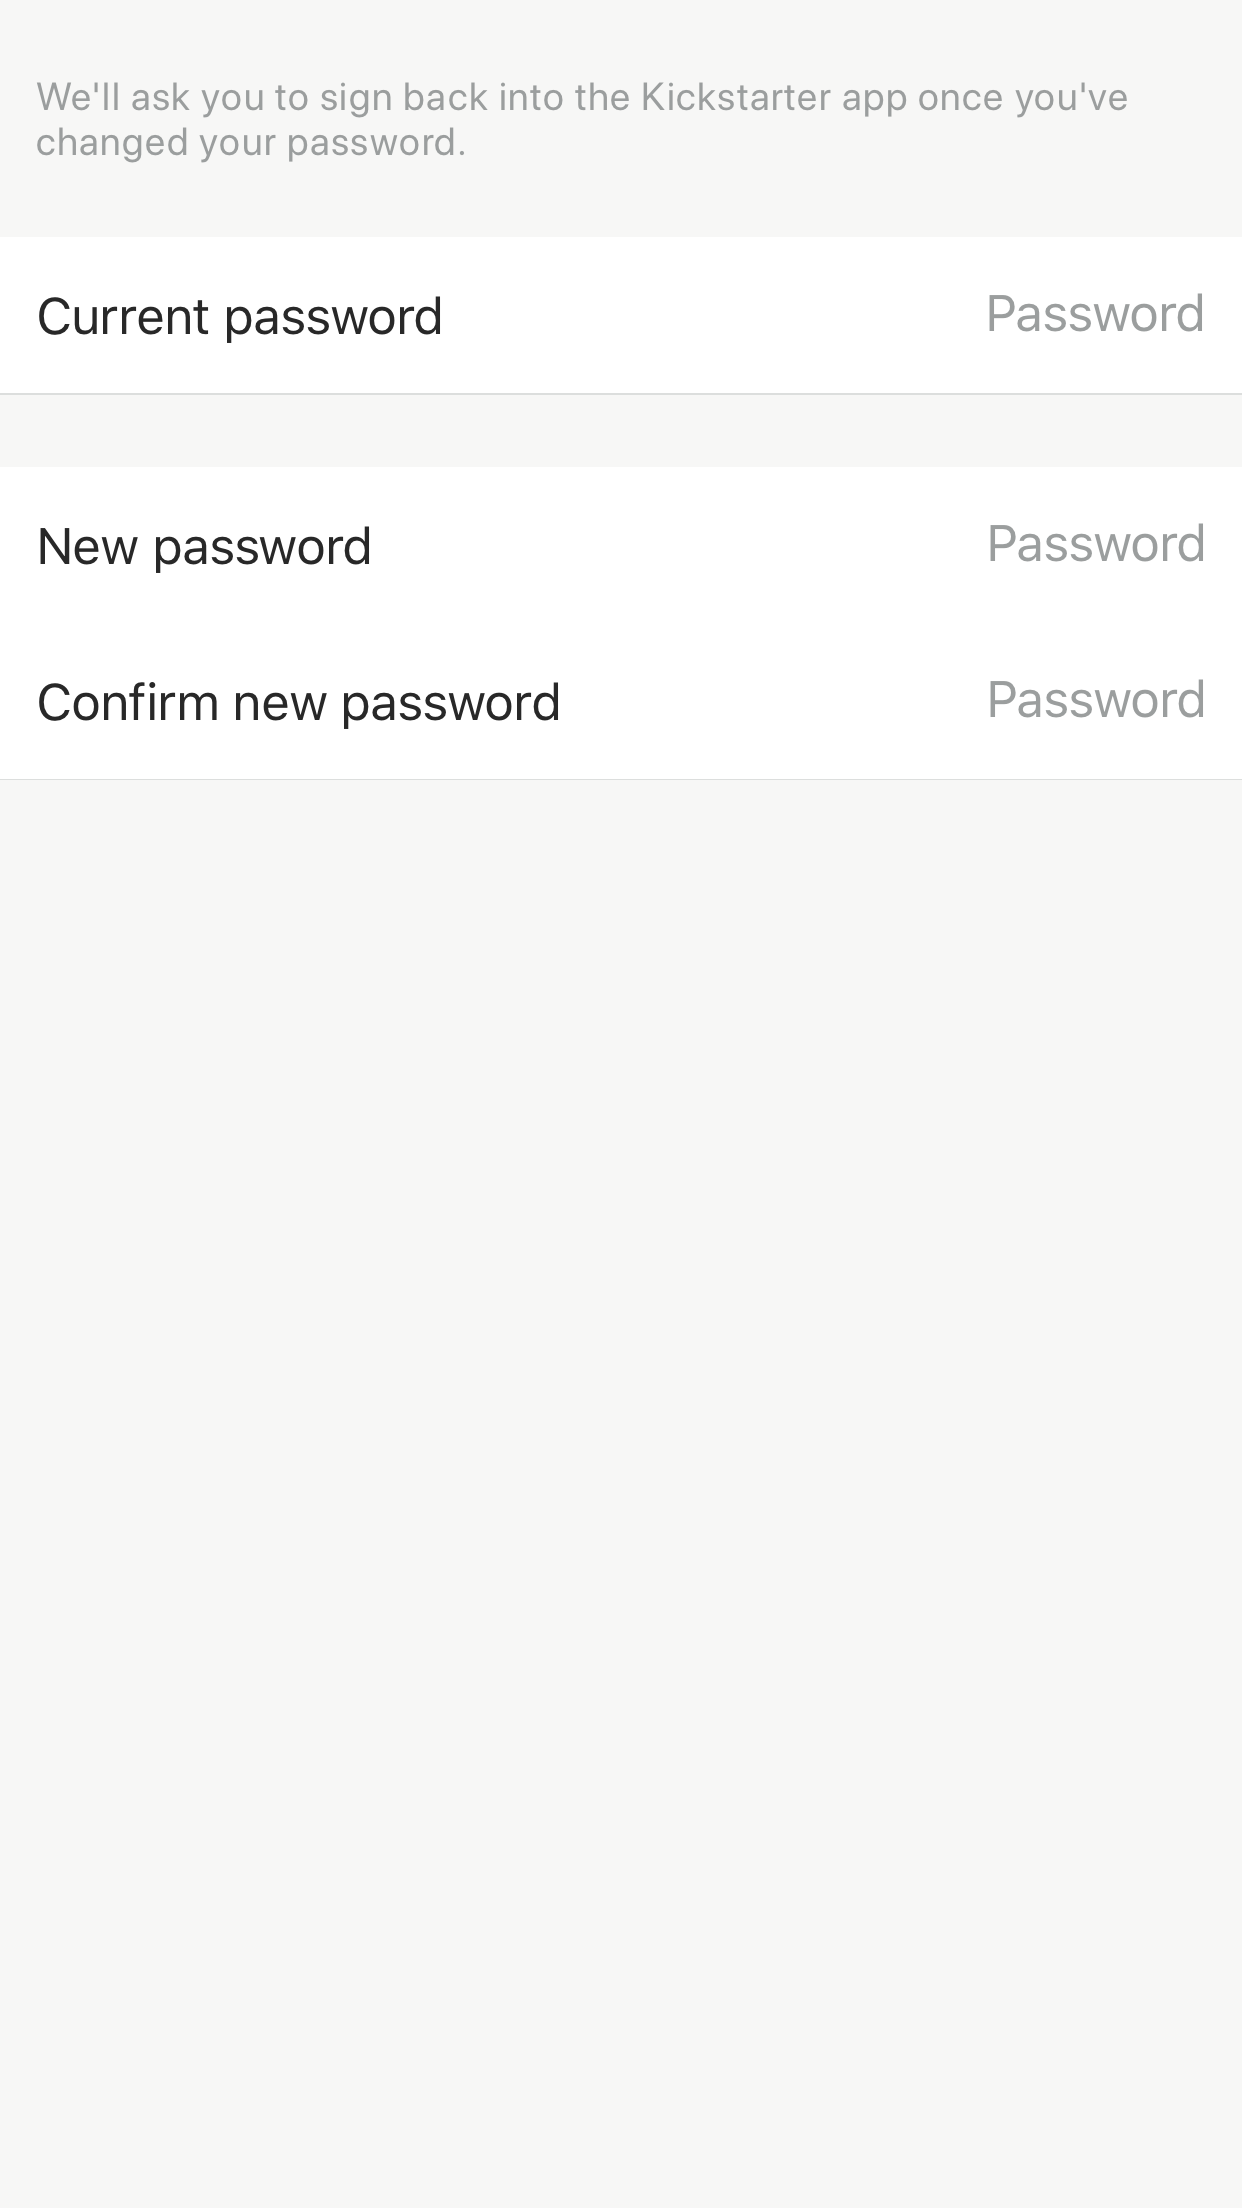 We'll ask you to sign back into the Kickstarter app once you've
changed your password.
Current password Password
New password Password
Confirm new password Password